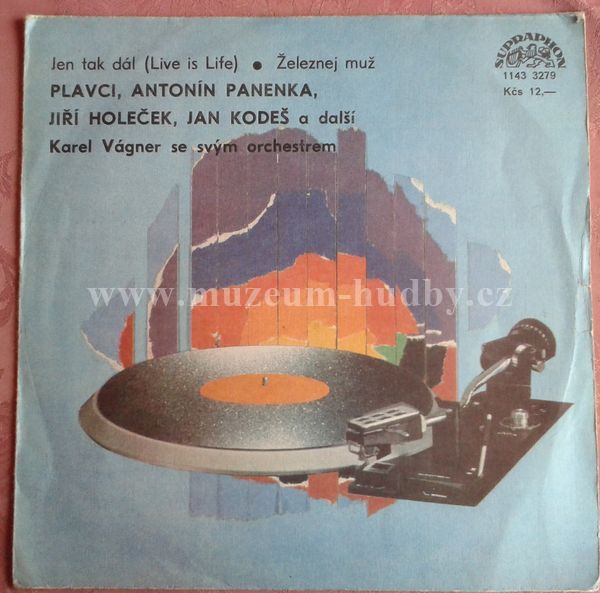 Jen tak dál (Live is Life) ● Železnej muž
PLAVCI, ANTONÍN PANENKA,
JIŘÍ HOLEČEK, JAN KODEŠ a další
Karel Vágner se svým orchestrem
SUPRAPHON
1143 3279
Kčs 12,—
www.muzeum-hudby.cz